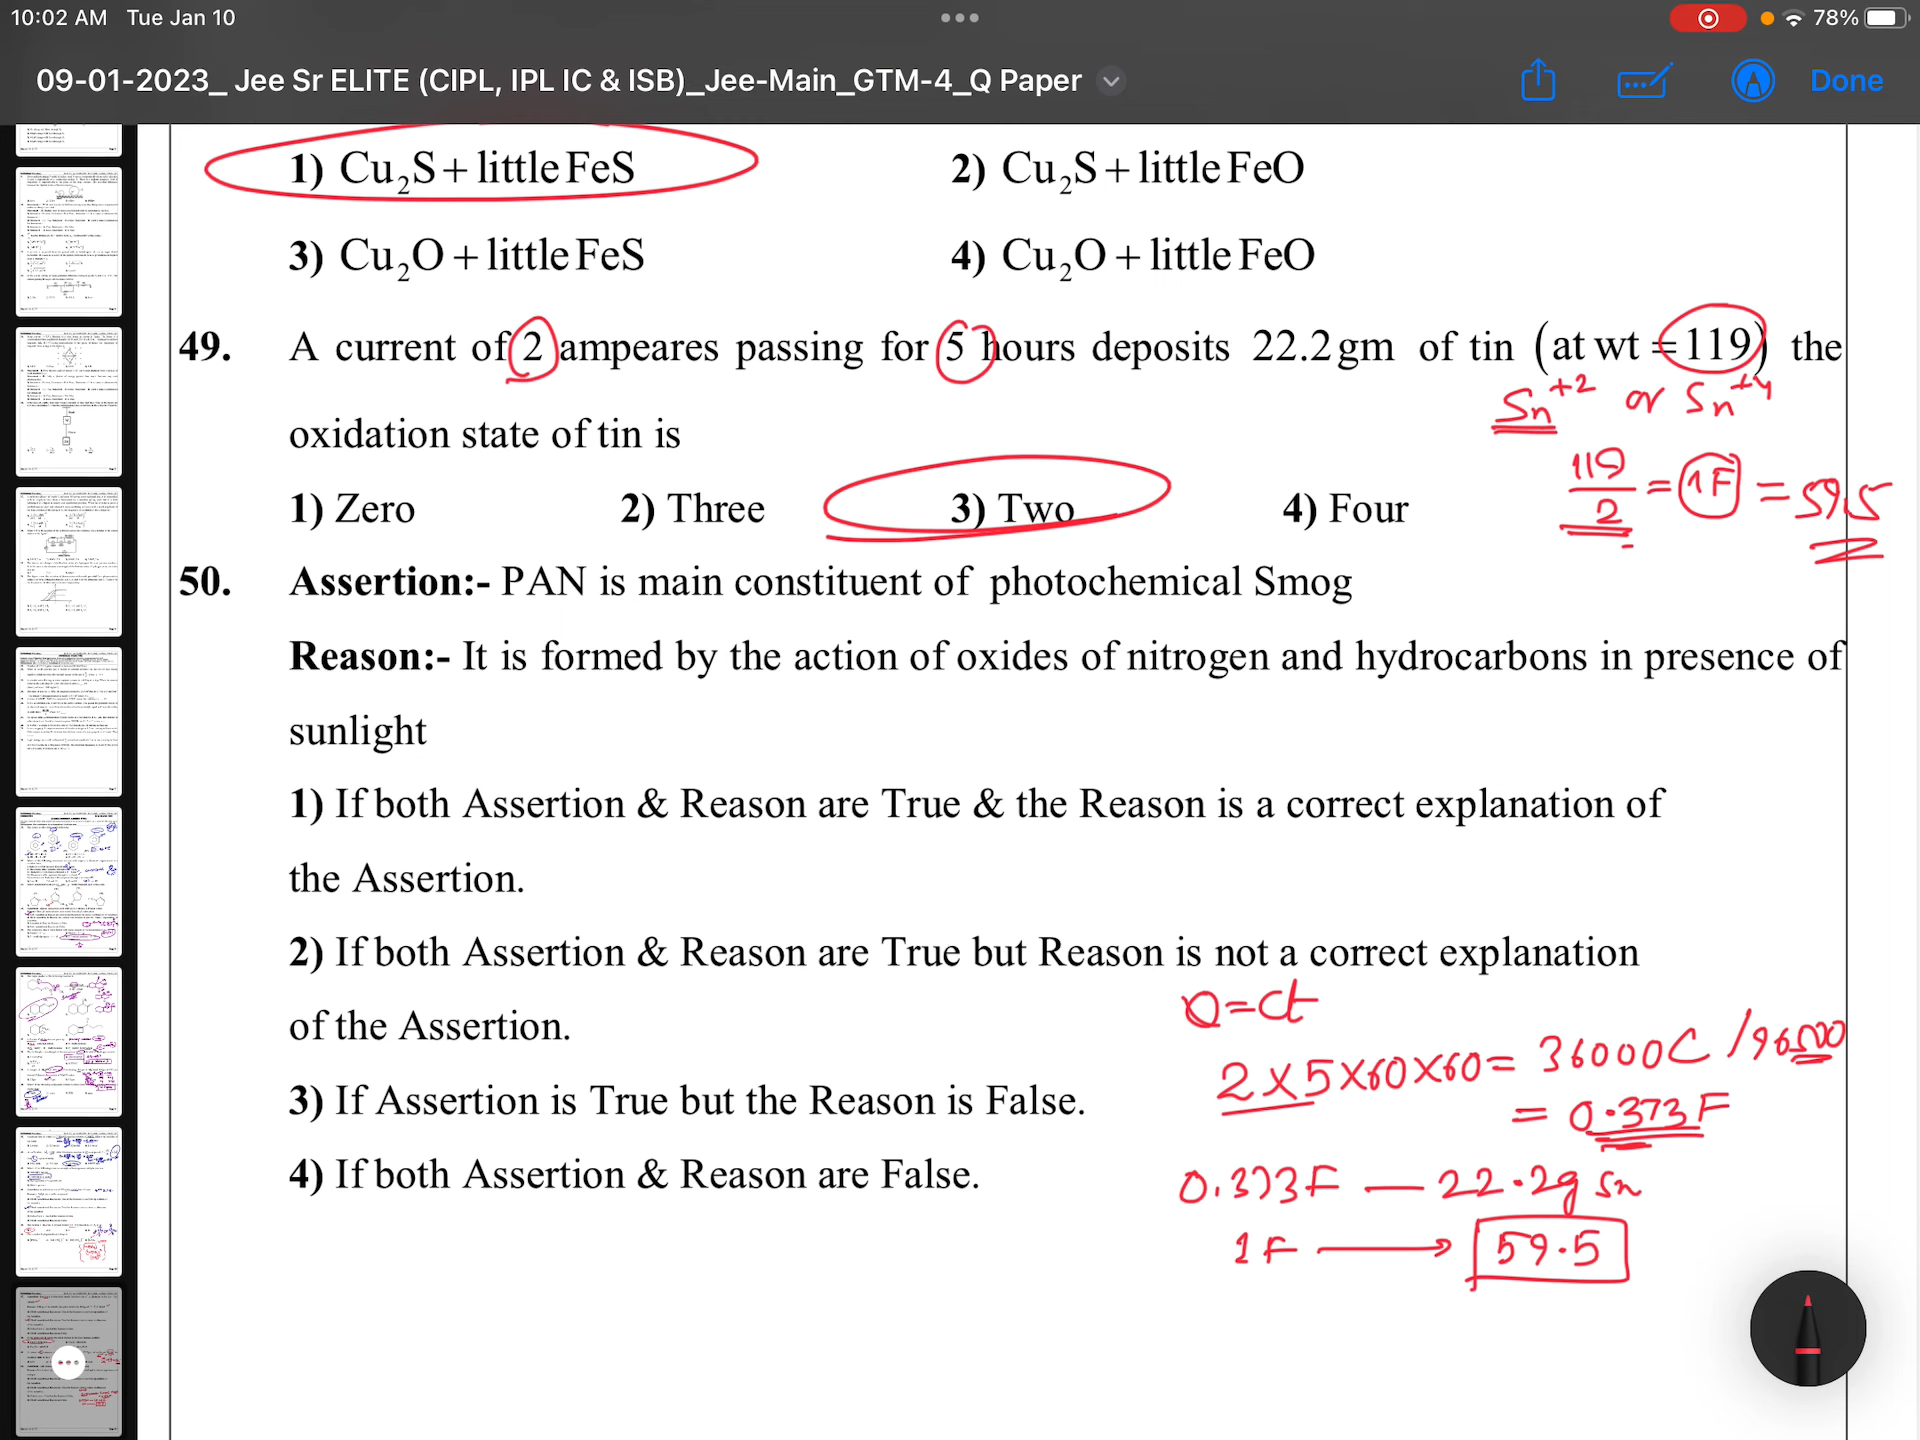 10:02 AM Tue Jan 10
78%
09-01-2023_ Jee Sr ELITE (CIPL, IPL IC & ISB)_Jee-Main_GTM-4_Q Paper
Done
1) Cu₂S + little FeS 2) Cu₂S + little FeO
3) Cu₂O + little FeS 4) Cu₂O + little FeO
49. A current of 2 ampeares passing for 5 hours deposits 22.2gm of tin (at wt = 119) the
Sn⁺² or Sn⁺⁴
oxidation state of tin is
119/2 = 1F = 59.5
1) Zero 2) Three 3) Two 4) Four
50. Assertion:- PAN is main constituent of photochemical Smog
Reason:- It is formed by the action of oxides of nitrogen and hydrocarbons in presence of
sunlight
1) If both Assertion & Reason are True & the Reason is a correct explanation of
the Assertion.
2) If both Assertion & Reason are True but Reason is not a correct explanation
of the Assertion.
Q=ct
2×5×60×60= 36000C /96500
3) If Assertion is True but the Reason is False.
= 0.373F
4) If both Assertion & Reason are False.
0.373F — 22.2g Sn
1F → 59.5